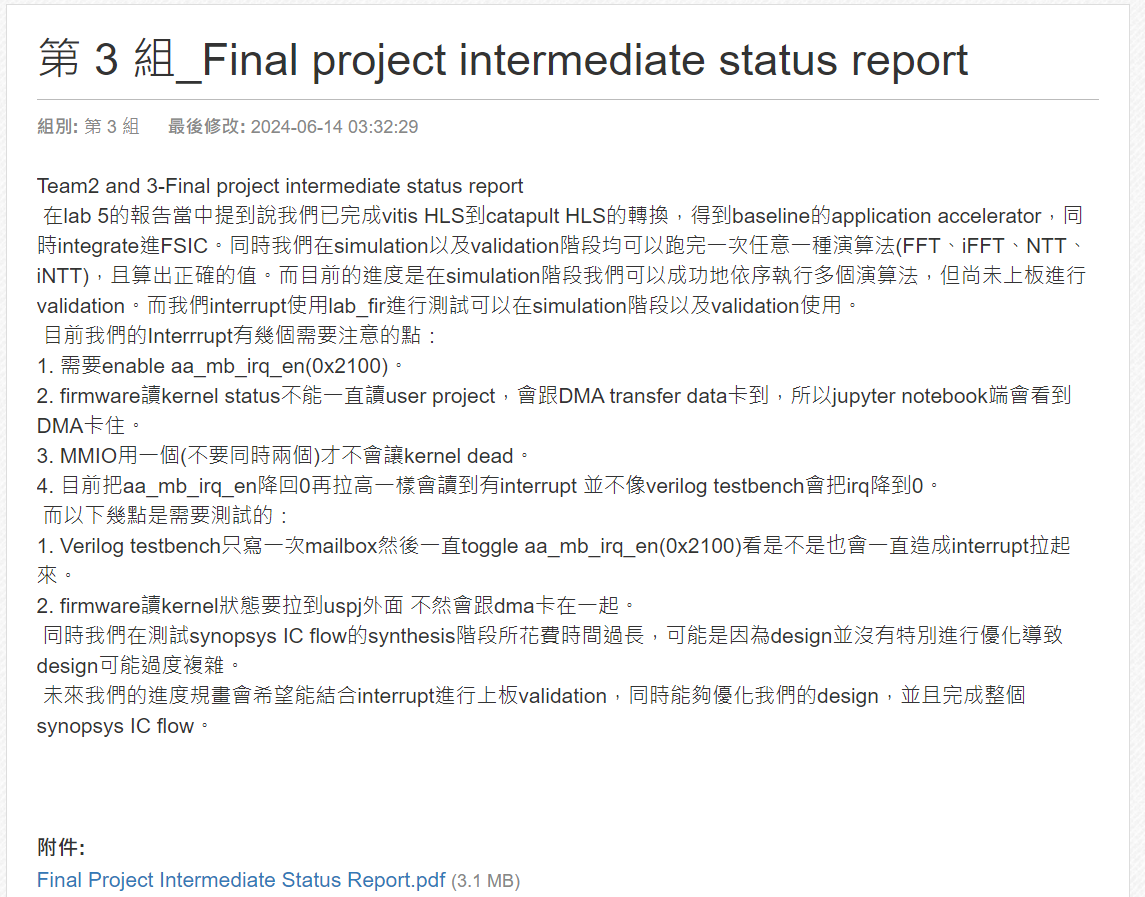 第 3 組_Final project intermediate status report
組別: 第 3 組 最後修改: 2024-06-14 03:32:29
Team2 and 3-Final project intermediate status report
在lab 5的報告當中提到說我們已完成vitis HLS到catapult HLS的轉換，得到baseline的application accelerator，同
時integrate進FSIC。同時我們在simulation以及validation階段均可以跑完一次任意一種演算法(FFT、iFFT、NTT、
iNTT)，且算出正確的值。而目前的進度是在simulation階段我們可以成功地依序執行多個演算法，但尚未上板進行
validation。而我們interrupt使用lab_fir進行測試可以在simulation階段以及validation使用。
目前我們的Interrrupt有幾個需要注意的點：
1. 需要enable aa_mb_irq_en(0x2100)。
2. firmware讀kernel status不能一直讀user project，會跟DMA transfer data卡到，所以jupyter notebook端會看到
DMA卡住。
3. MMIO用一個(不要同時兩個)才不會讓kernel dead。
4. 目前把aa_mb_irq_en降回0再拉高一樣會讀到有interrupt 並不像verilog testbench會把irq降到0。
而以下幾點是需要測試的：
1. Verilog testbench只寫一次mailbox然後一直toggle aa_mb_irq_en(0x2100)看是不是也會一直造成interrupt拉起
來。
2. firmware讀kernel狀態要拉到uspj外面 不然會跟dma卡在一起。
同時我們在測試synopsys IC flow的synthesis階段所花費時間過長，可能是因為design並沒有特別進行優化導致
design可能過度複雜。
未來我們的進度規畫會希望能結合interrupt進行上板validation，同時能夠優化我們的design，並且完成整個
synopsys IC flow。
附件:
Final Project Intermediate Status Report.pdf (3.1 MB)